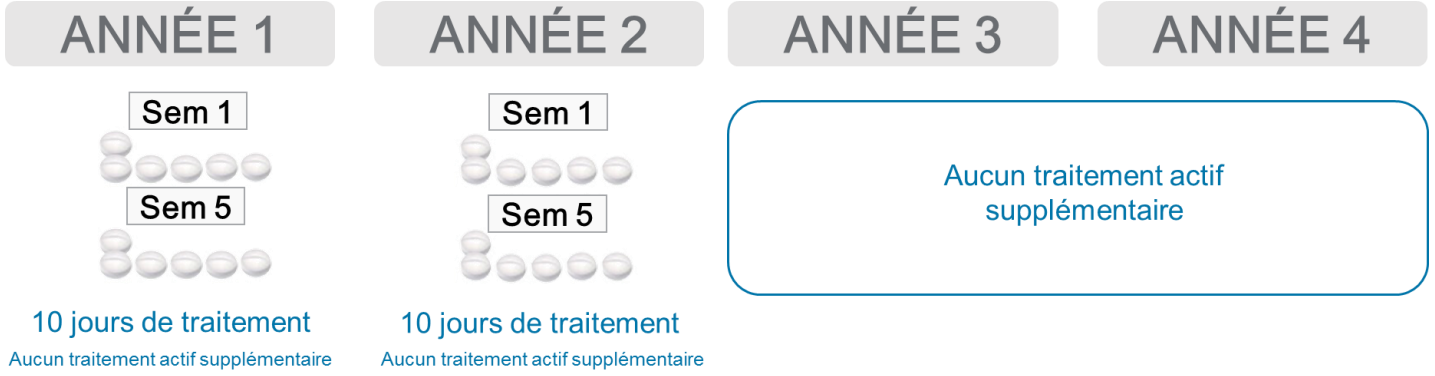 ANNÉE 1
ANNÉE 2
ANNÉE 3
ANNÉE 4
Sem 1
Sem 5
10 jours de traitement
Aucun traitement actif supplémentaire
Sem 1
Sem 5
10 jours de traitement
Aucun traitement actif supplémentaire
Aucun traitement actif
supplémentaire